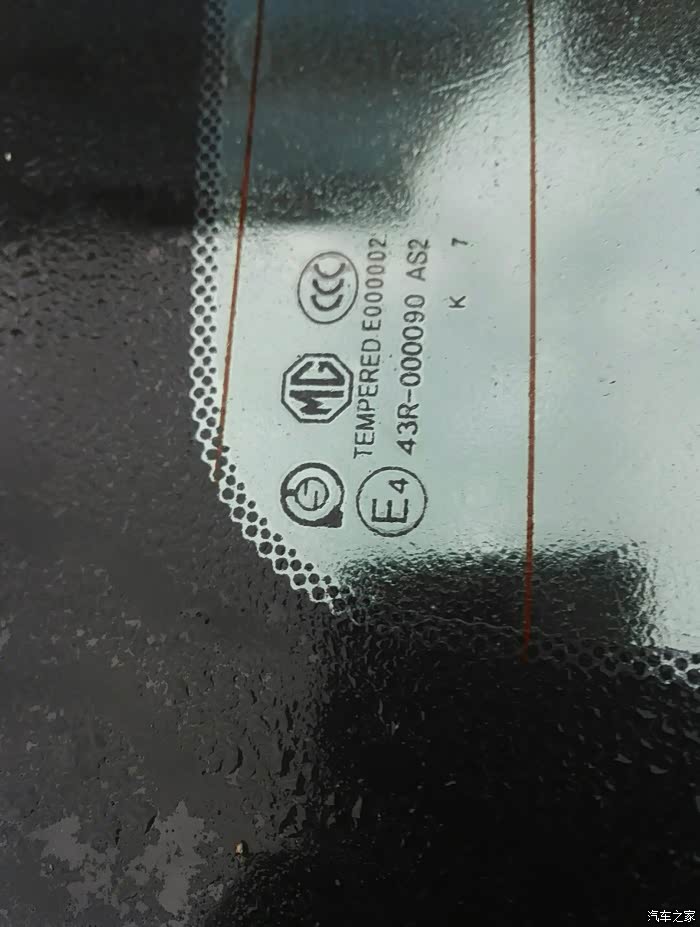 CCC
MG
TEMPERED E000002
E4
43R-000090 AS2
K 7
汽车之家